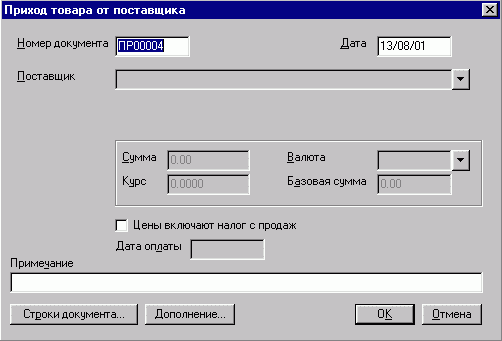 Приход товара от поставщика
Номер документа ПР00004 Дата 13/08/01
Поставщик
Сумма 0.00 Валюта
Курс 0.0000 Базовая сумма 0.00
Цены включают налог с продаж
Дата оплаты
Примечание
Строки документа... Дополнение... OK Отмена